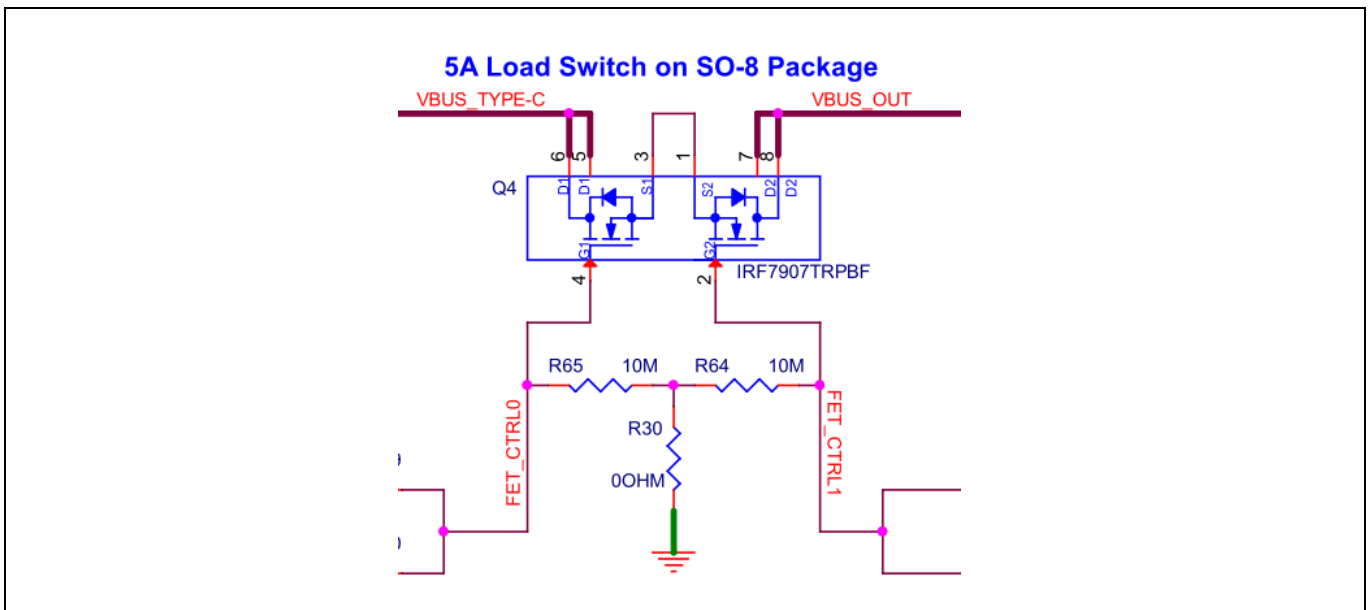 5A Load Switch on SO-8 Package
VBUS_TYPE-C
VBUS_OUT
6
5
3
1
7
8
Q4
D1
D1
S1
S2
D2
D2
G1
G2
IRF7907TRPBF
4
2
R65
10M
R64
10M
FET_CTRL0
R30
0OHM
FET_CTRL1